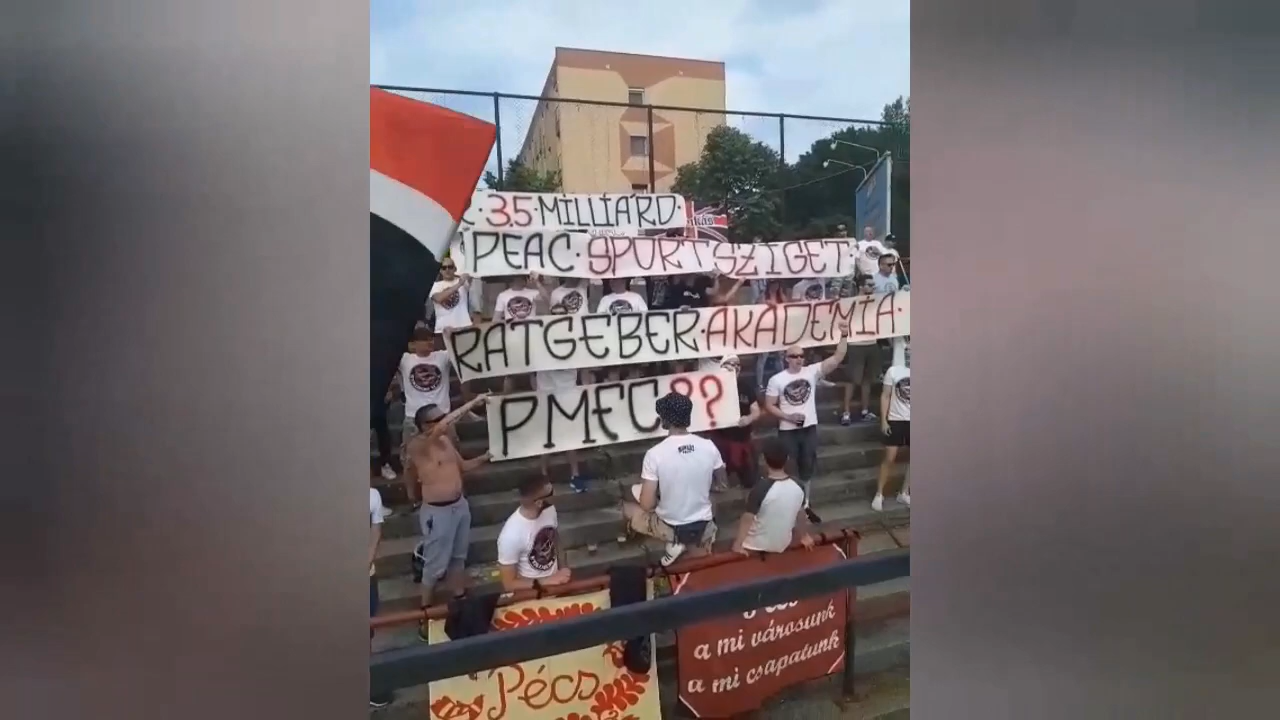 3.5 MILLIÁRD
PEAC SPORTSZIGET
RATGEBER AKADÉMIA
PMFC ??
Pécs
a mi városunk
a mi csapatunk